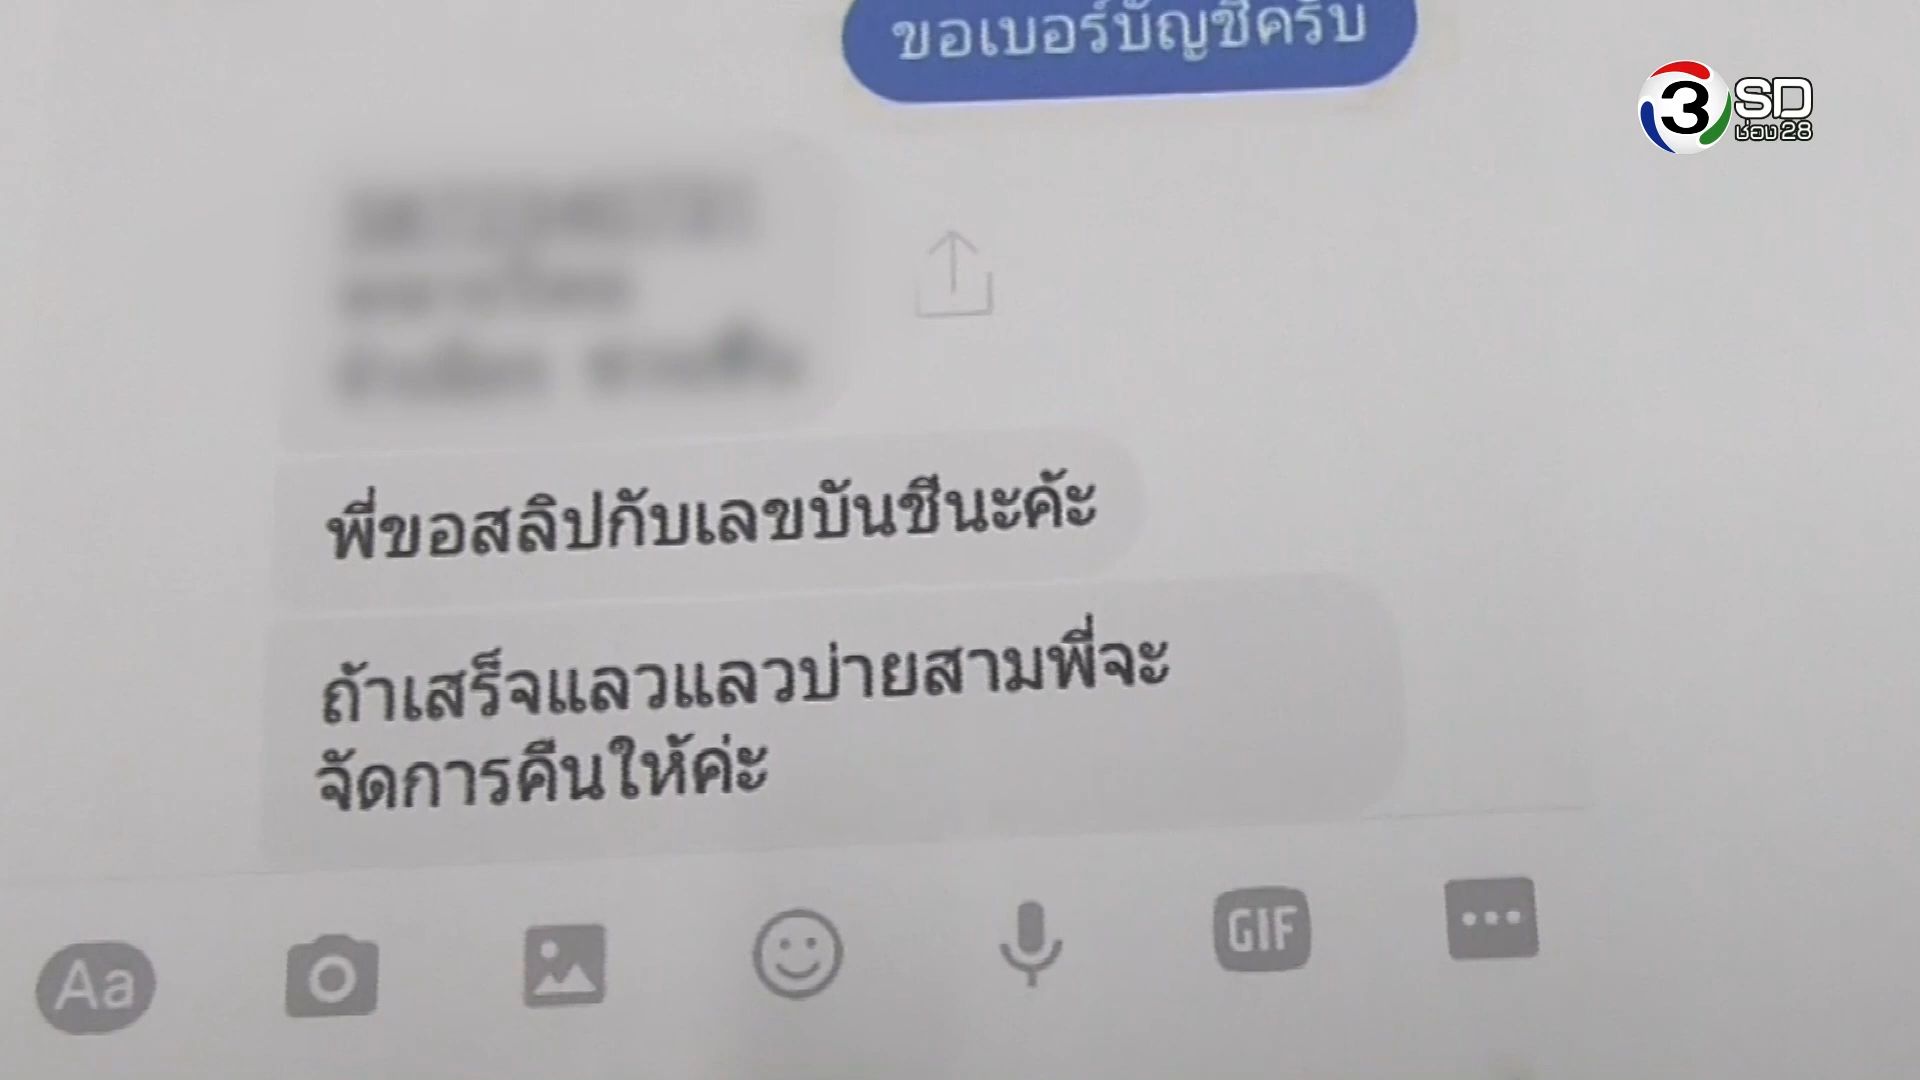 ขอเบอร์บัญชีครับ
3 SD
ช่อง 28
พี่ขอสลิปกับเลขบันชีนะค้ะ
ถ้าเสร็จแลวแลวบ่ายสามพี่จะ
จัดการคืนให้ค่ะ
Aa
GIF